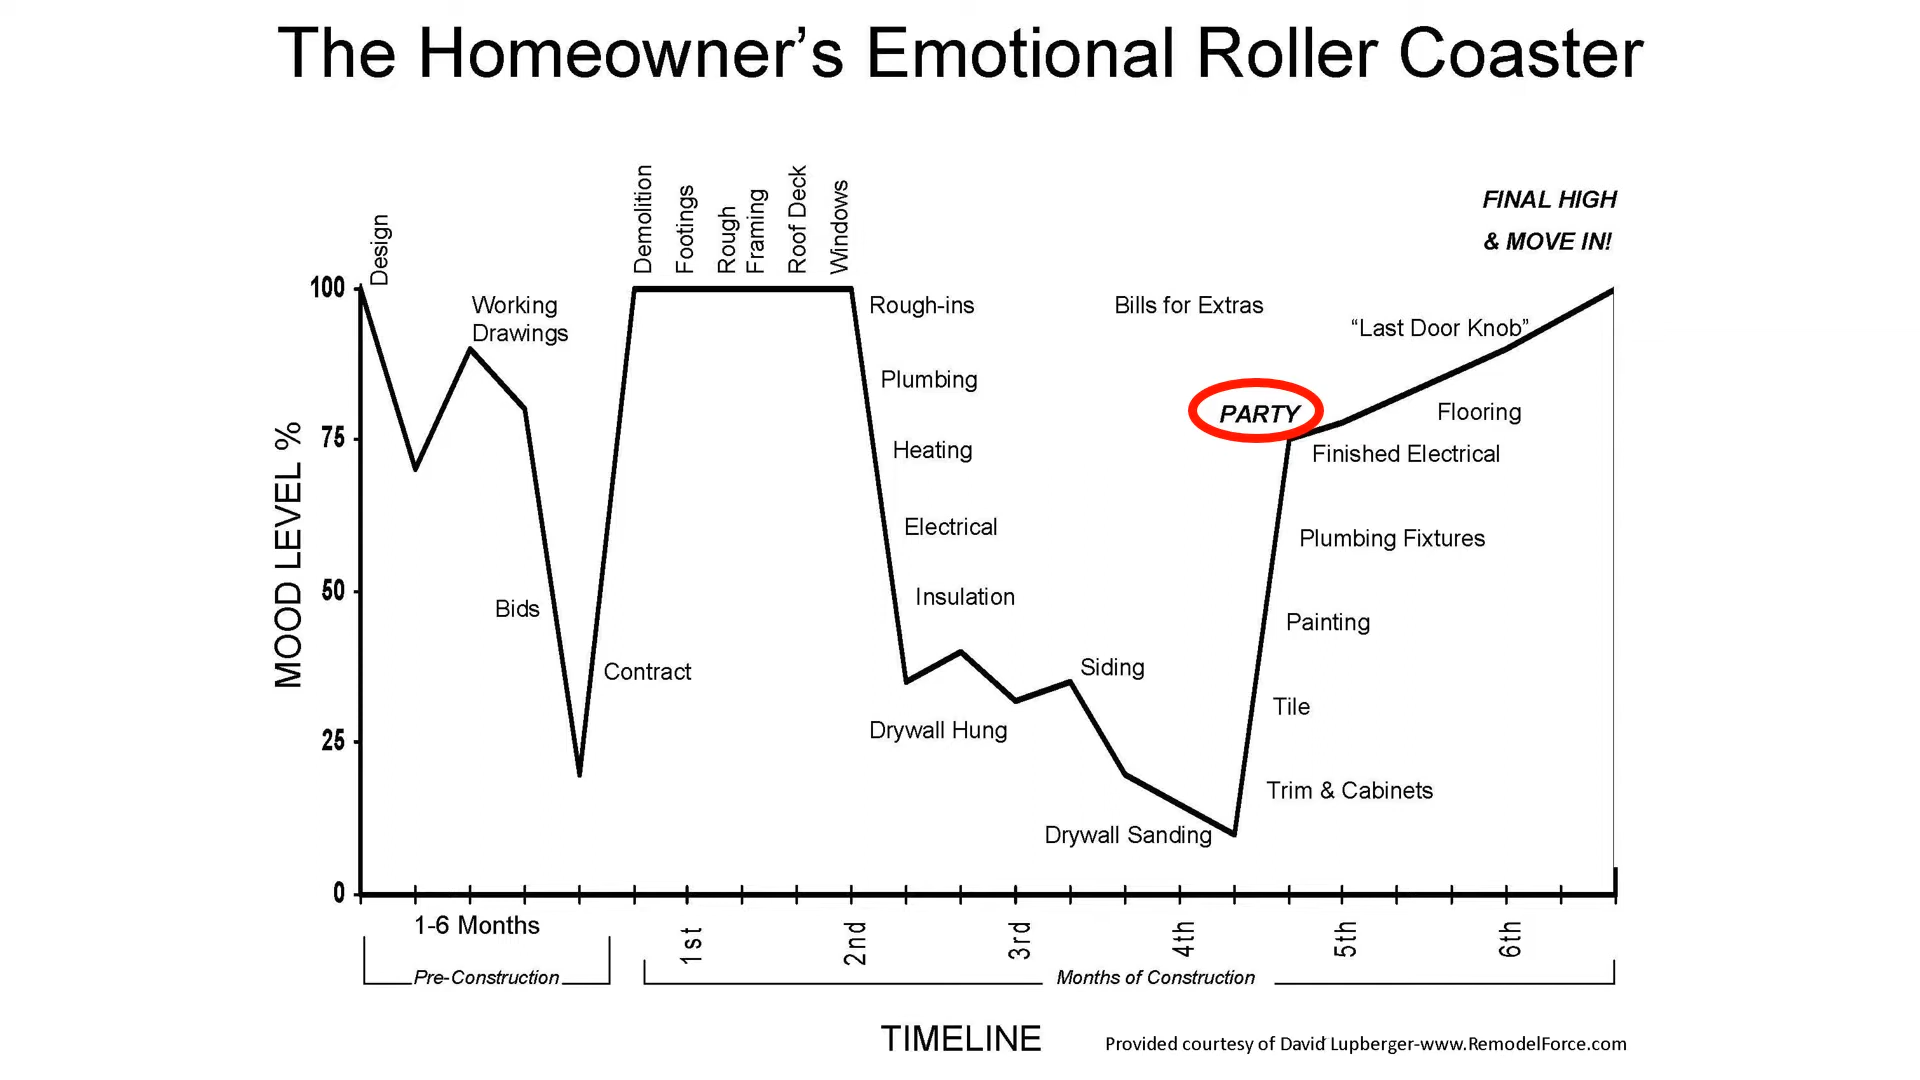 The Homeowner’s Emotional Roller Coaster
Design
Demolition
Footings
Rough
Framing
Roof Deck
Windows
FINAL HIGH
& MOVE IN!
MOOD LEVEL %
100
75
50
25
0
Working
Drawings
Bids
Contract
Rough-ins
Plumbing
Heating
Electrical
Insulation
Drywall Hung
Siding
Drywall Sanding
Bills for Extras
PARTY
“Last Door Knob”
Flooring
Finished Electrical
Plumbing Fixtures
Painting
Tile
Trim & Cabinets
1-6 Months
1st
2nd
3rd
4th
5th
6th
Pre-Construction
Months of Construction
TIMELINE
Provided courtesy of David Lupberger-www.RemodelForce.com